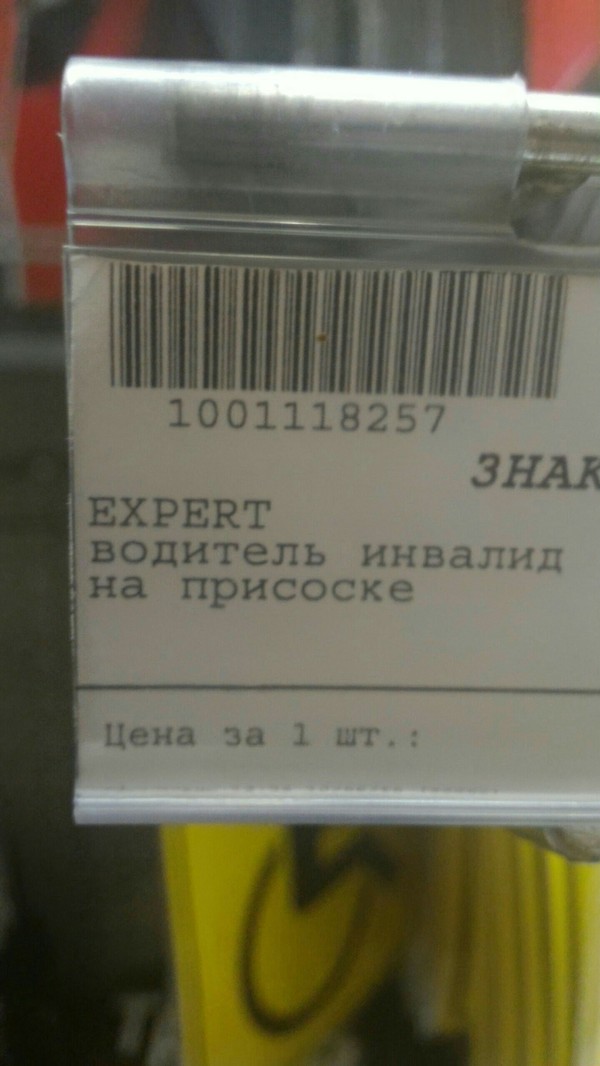 1001118257
ЗНАК
EXPERT
водитель инвалид
на присоске
Цена за 1 шт.: